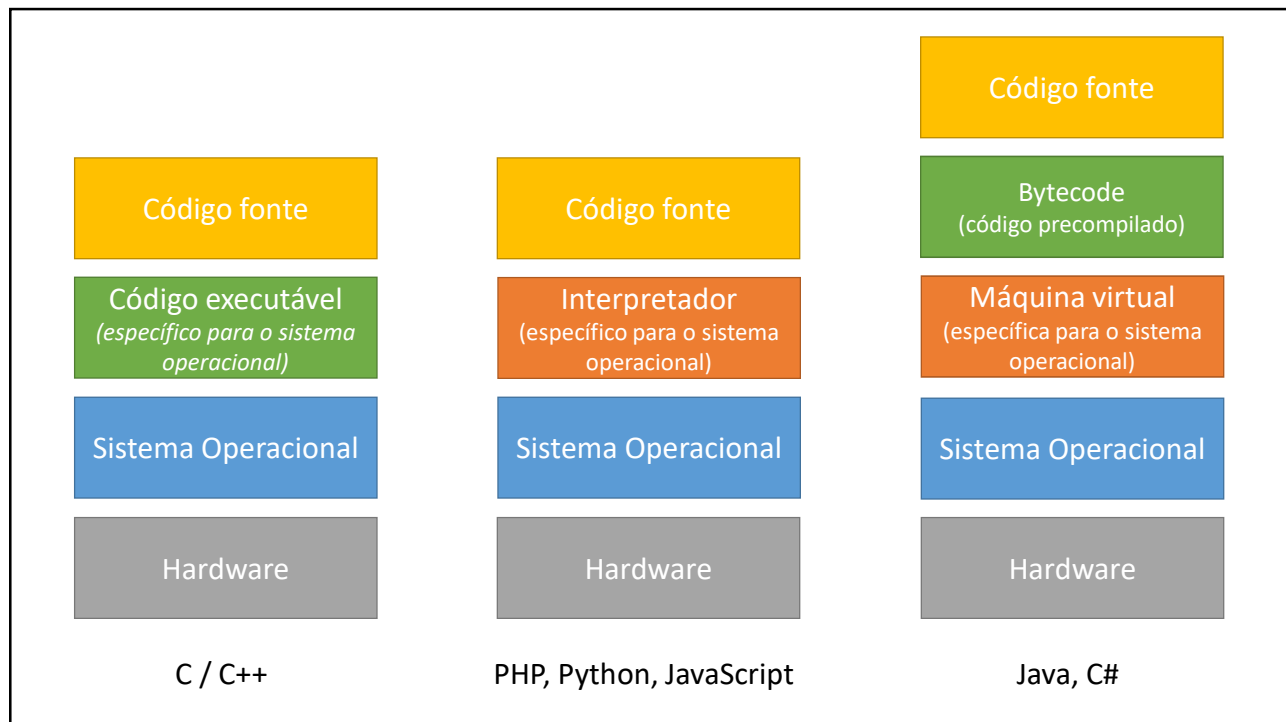 Código fonte
Código executável
(específico para o sistema
operacional)
Sistema Operacional
Hardware
C / C++
Código fonte
Interpretador
(específico para o sistema
operacional)
Sistema Operacional
Hardware
PHP, Python, JavaScript
Código fonte
Bytecode
(código precompilado)
Máquina virtual
(específica para o sistema
operacional)
Sistema Operacional
Hardware
Java, C#